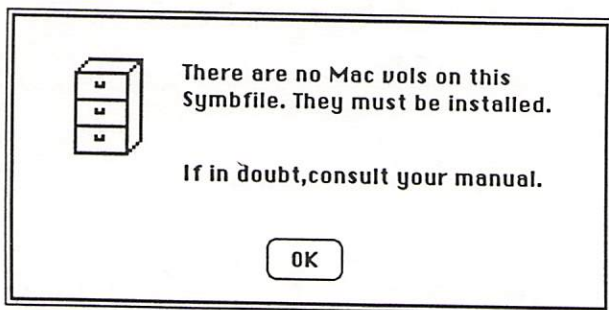 There are no Mac vols on this
Symbfile. They must be installed.
If in doubt,consult your manual.
OK